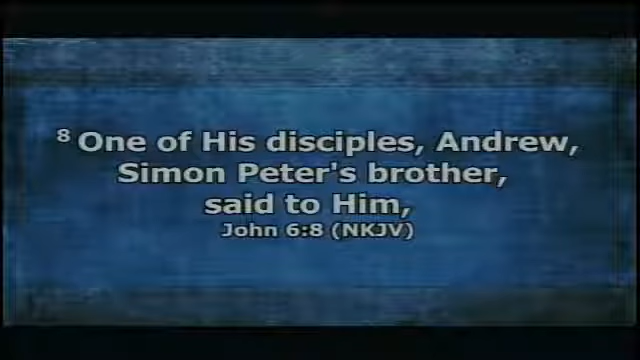 8 One of His disciples, Andrew,
Simon Peter's brother,
said to Him,
John 6:8 (NKJV)